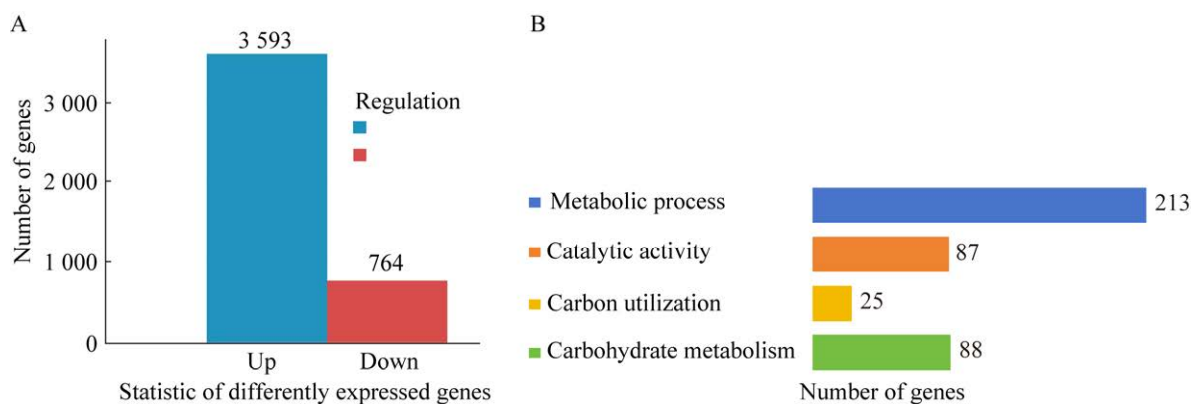 A
3 593
3 000
2 000
1 000
0
Number of genes
Regulation
764
Up
Down
Statistic of differently expressed genes
B
Metabolic process
213
Catalytic activity
87
Carbon utilization
25
Carbohydrate metabolism
88
Number of genes